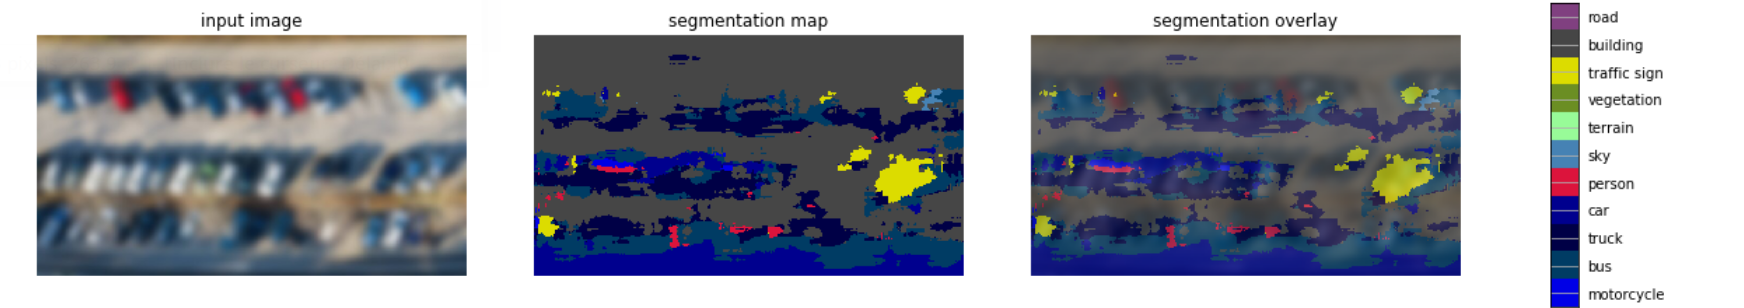 input image
segmentation map
segmentation overlay
road
building
traffic sign
vegetation
terrain
sky
person
car
truck
bus
motorcycle